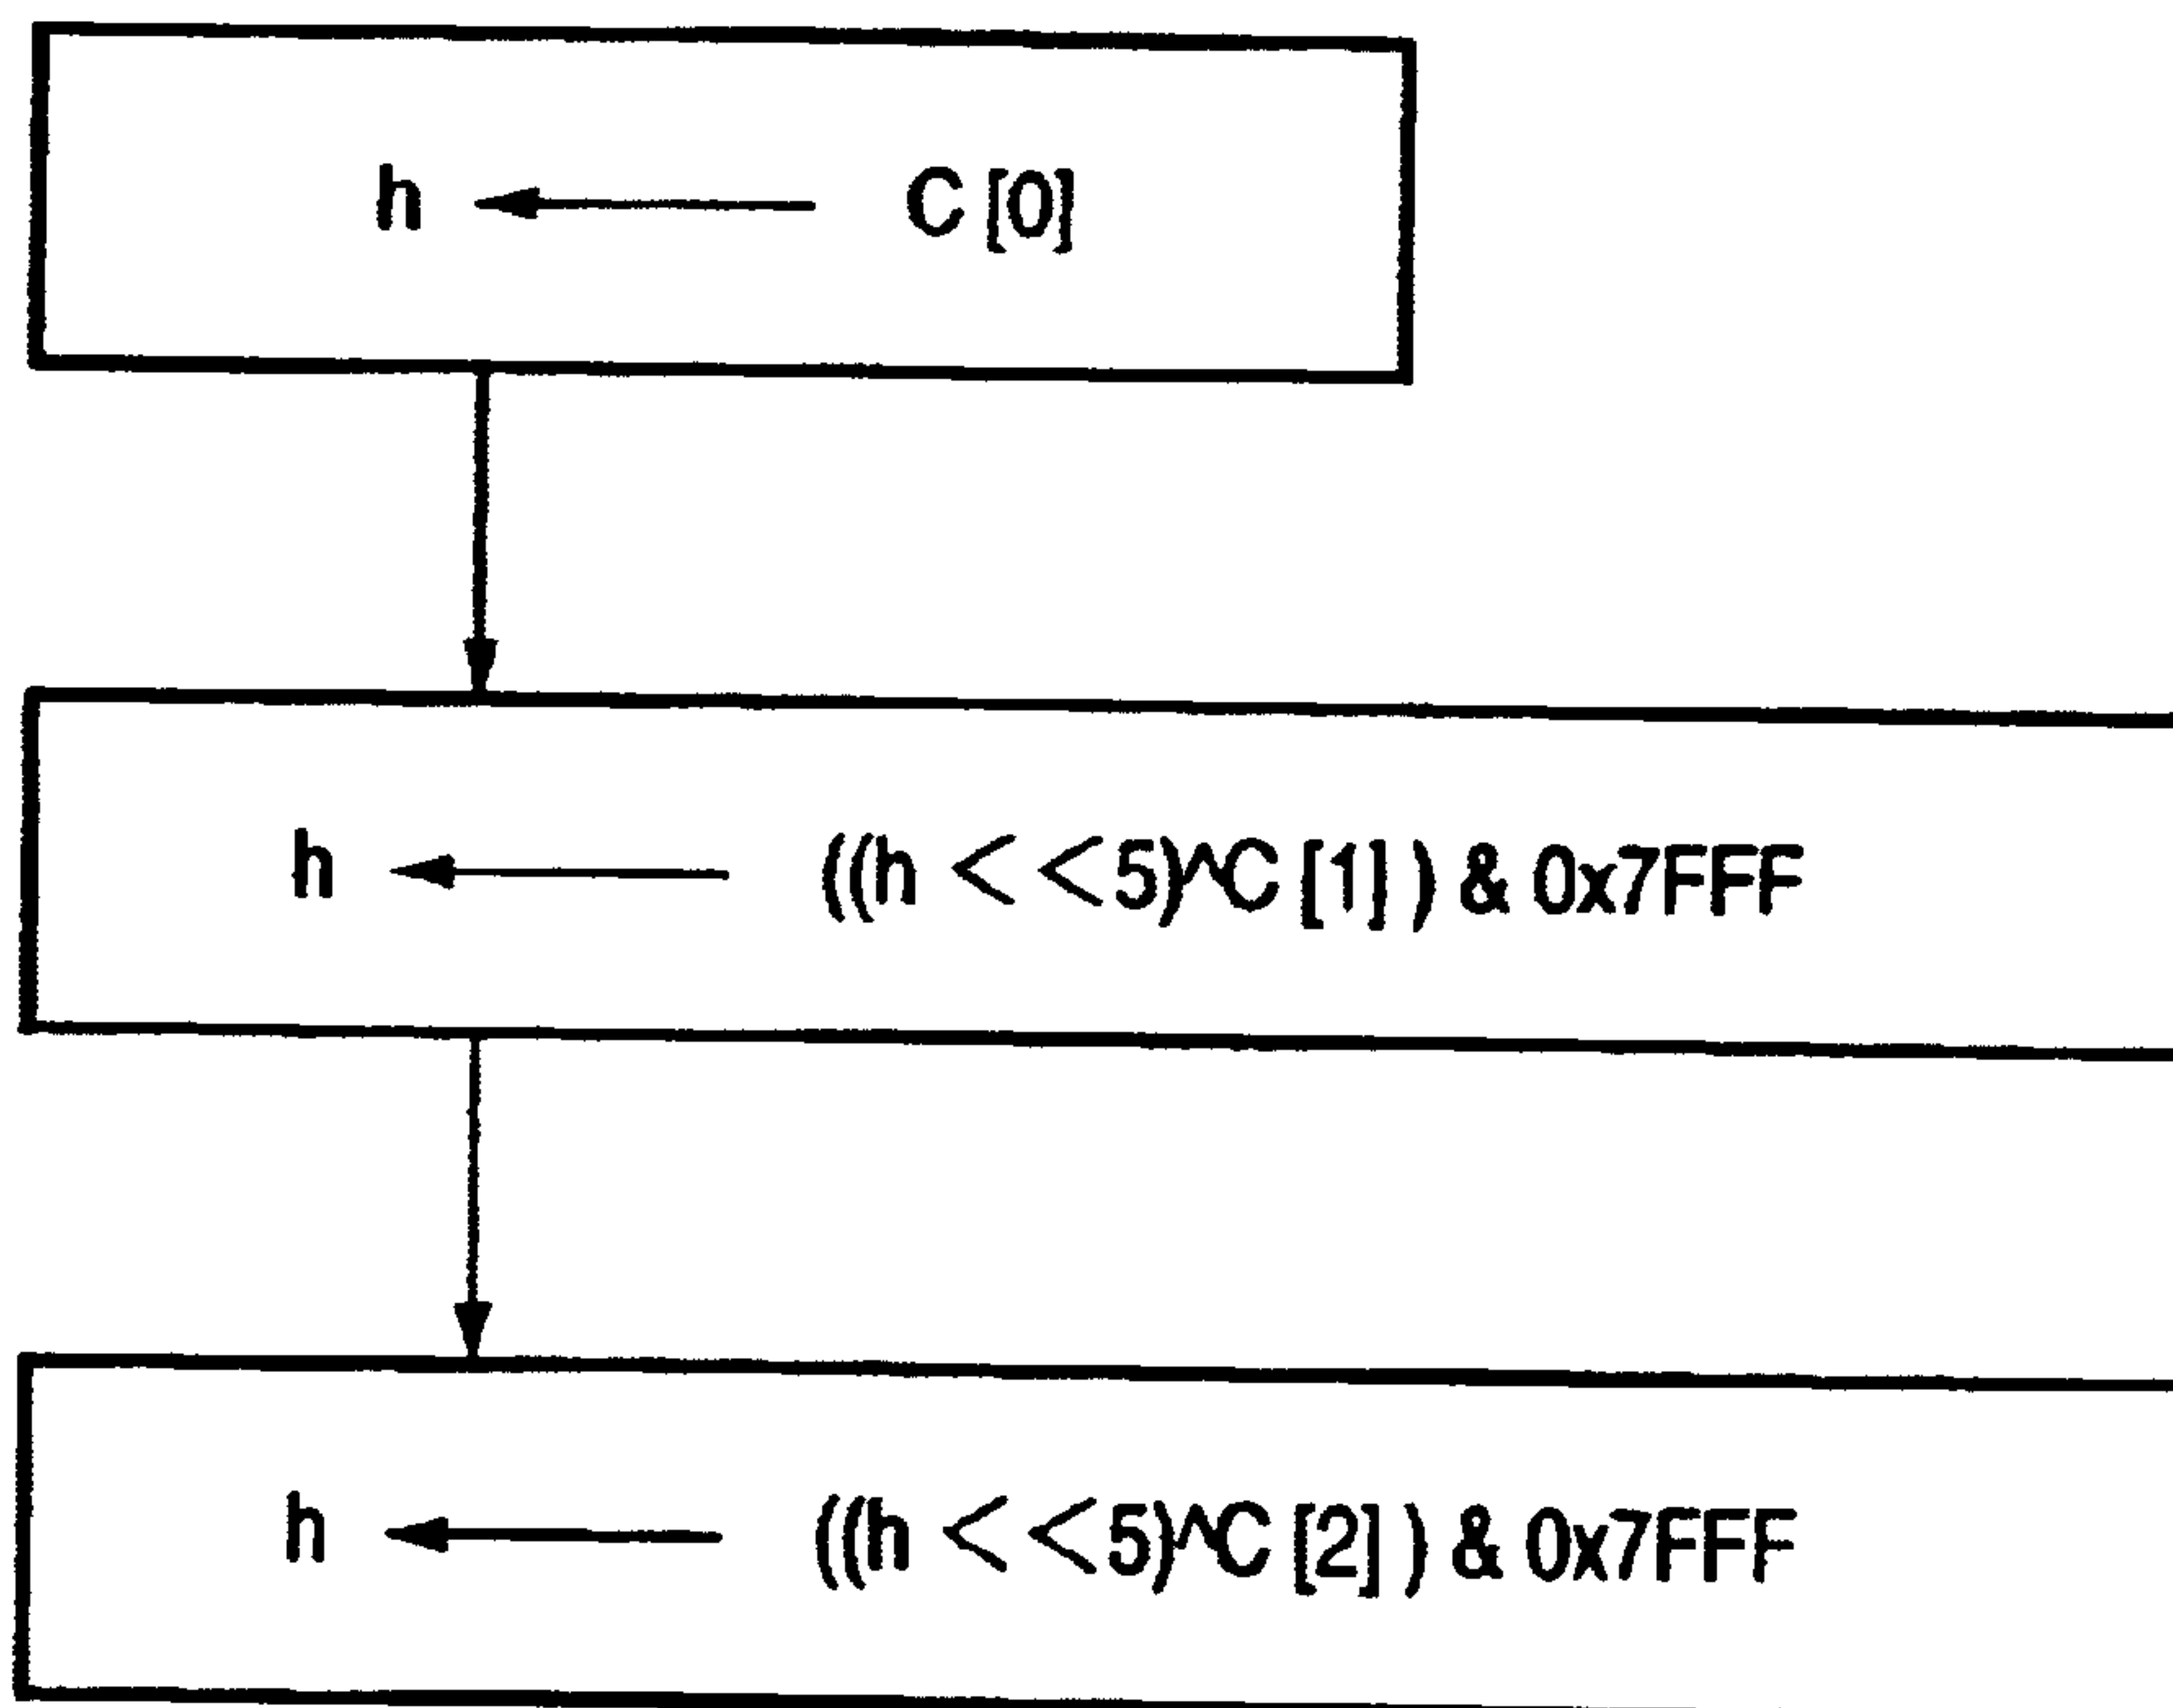 h ← C [0]
h ← ((h < <5)^C [1] ) & 0x7FFF
h ← ((h < <5)^C [2] ) & 0x7FFF